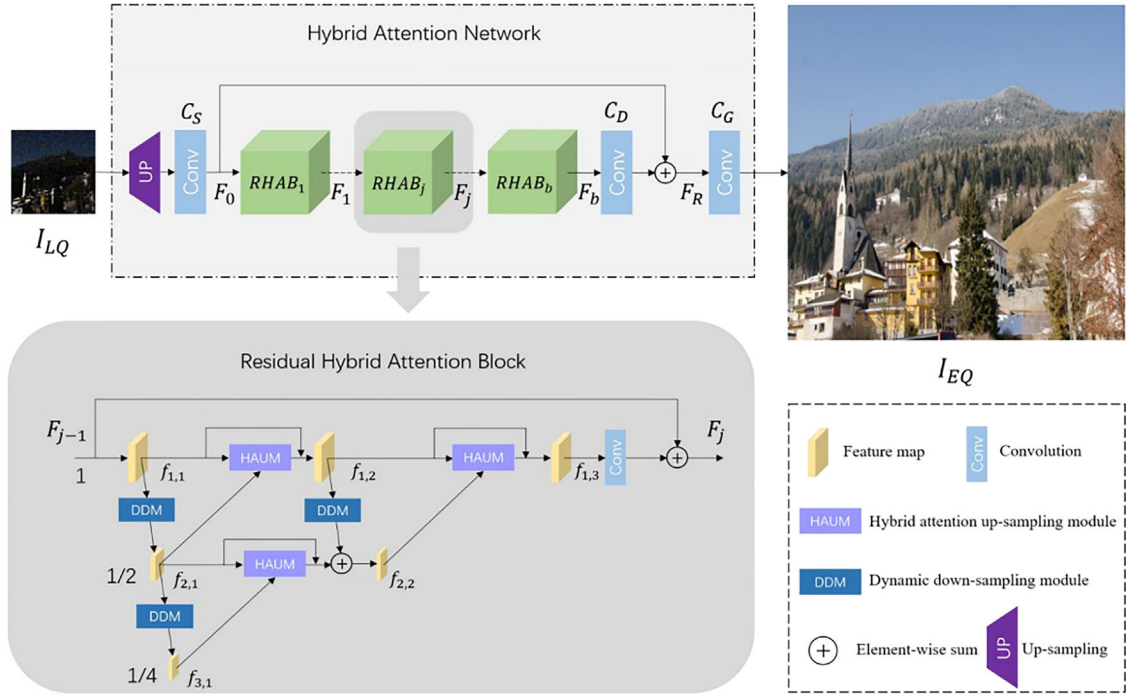 Hybrid Attention Network
C_S
C_D
C_G
UP
Conv
RHAB_1
RHAB_j
RHAB_b
Conv
Conv
F_0
F_1
F_j
F_b
F_R
I_{LQ}
I_{EQ}
Residual Hybrid Attention Block
F_{j-1}
F_j
1
f_{1,1}
HAUM
f_{1,2}
HAUM
f_{1,3}
Conv
DDM
DDM
1/2
f_{2,1}
HAUM
f_{2,2}
DDM
1/4
f_{3,1}
Feature map
Conv
Convolution
HAUM
Hybrid attention up-sampling module
DDM
Dynamic down-sampling module
Element-wise sum
UP
Up-sampling